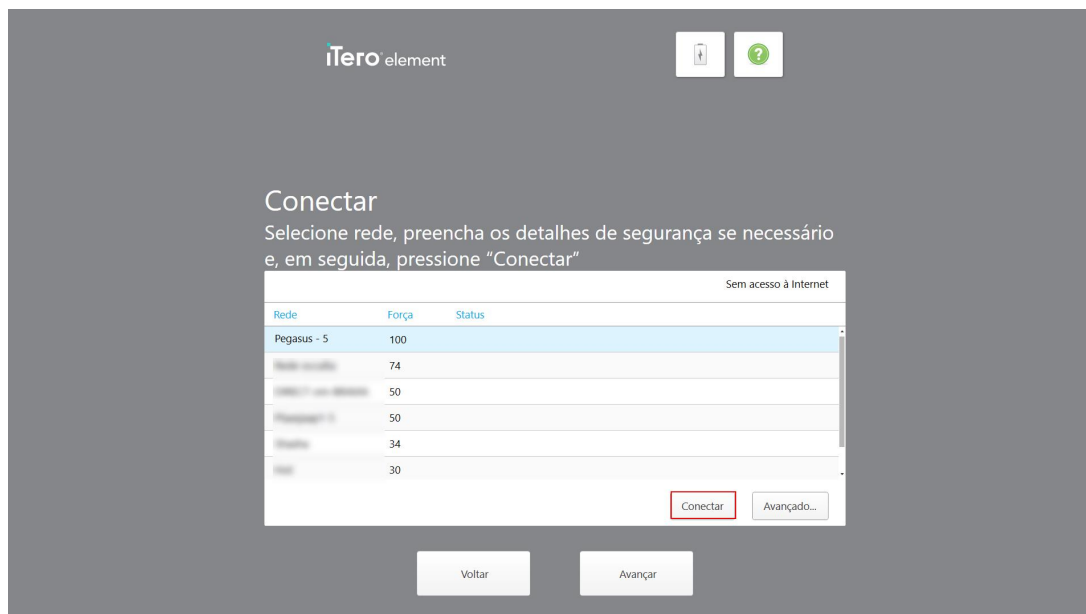 iTero element
Conectar
Selecione rede, preencha os detalhes de segurança se necessário
e, em seguida, pressione “Conectar”
Sem acesso à Internet
Rede Força Status
Pegasus - 5 100
74
50
50
34
30
Conectar Avançado...
Voltar Avançar